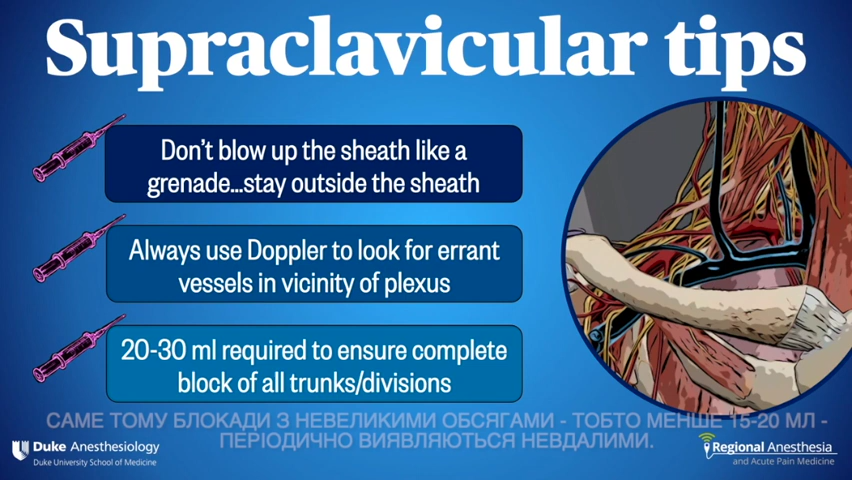 Supraclavicular tips
Don't blow up the sheath like a
grenade...stay outside the sheath
Always use Doppler to look for errant
vessels in vicinity of plexus
20-30 ml required to ensure complete
block of all trunks/divisions
САМЕ ТОМУ БЛОКАДИ З НЕВЕЛИКИМИ ОБСЯГАМИ - ТОБТО МЕНШЕ 15-20 МЛ -
ПЕРІОДИЧНО ВИЯВЛЯЮТЬСЯ НЕВДАЛИМИ.
Duke Anesthesiology
Duke University School of Medicine
Regional Anesthesia
and Acute Pain Medicine